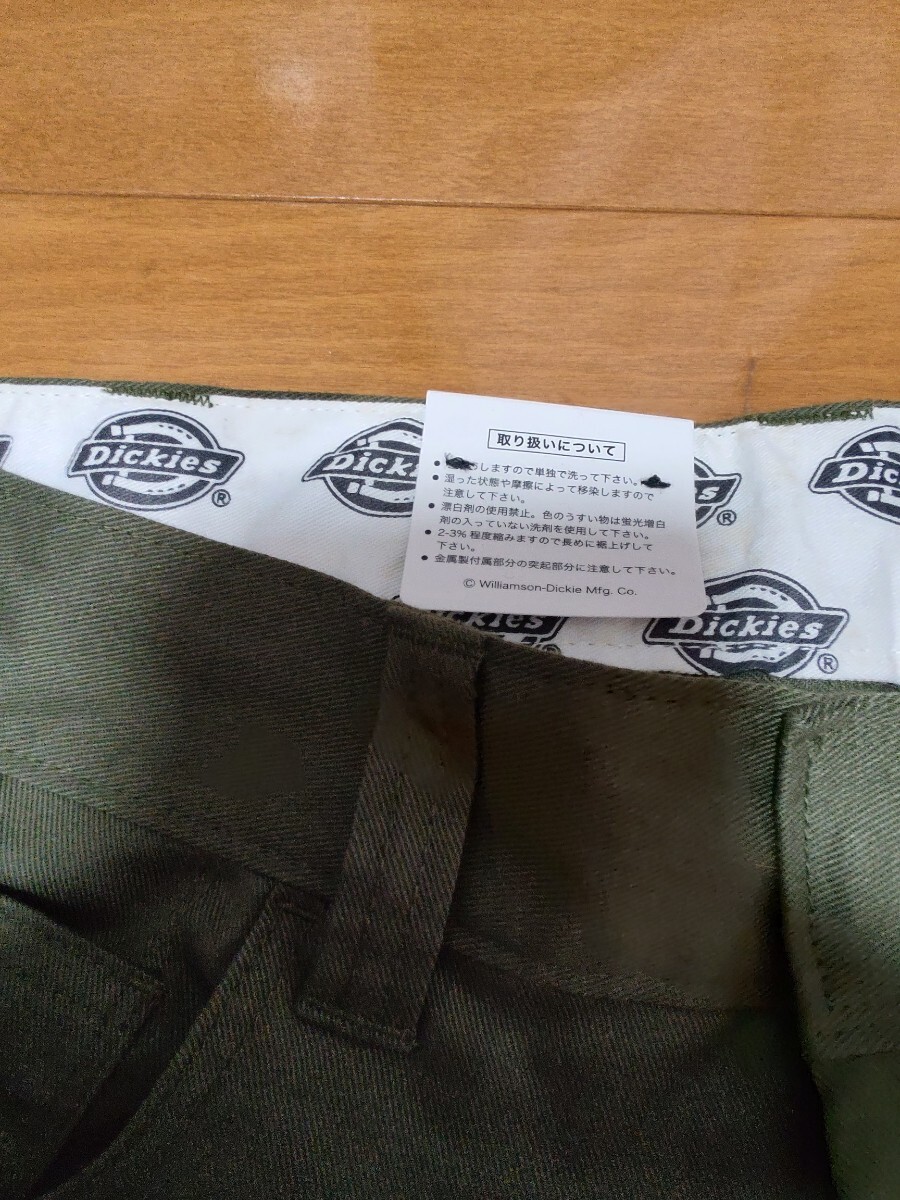 取り扱いについて
しますので単独で洗って下さい。
● 湿った状態や摩擦によって移染しますので
注意して下さい。
● 漂白剤の使用禁止。色のうすい物は蛍光増白
剤の入っていない洗剤を使用して下さい。
● 2-3% 程度縮みますので長めに裾上げして
下さい。
● 金属製付属部分の突起部分に注意して下さい。
© Williamson-Dickie Mfg. Co.
Dickies®
Dickies
®
Dickies
Dickies®